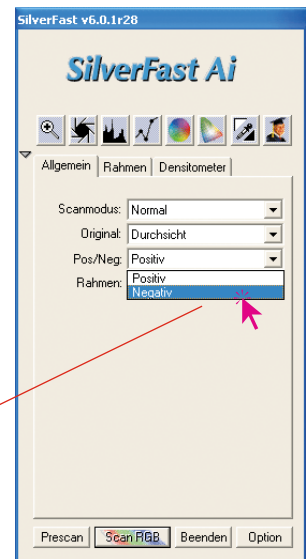 SilverFast v6.0.1r28
SilverFast Ai
Allgemein Rahmen Densitometer
Scanmodus: Normal
Original: Durchsicht
Pos/Neg: Positiv
Rahmen: Positiv
Negativ
Prescan Scan RGB Beenden Option